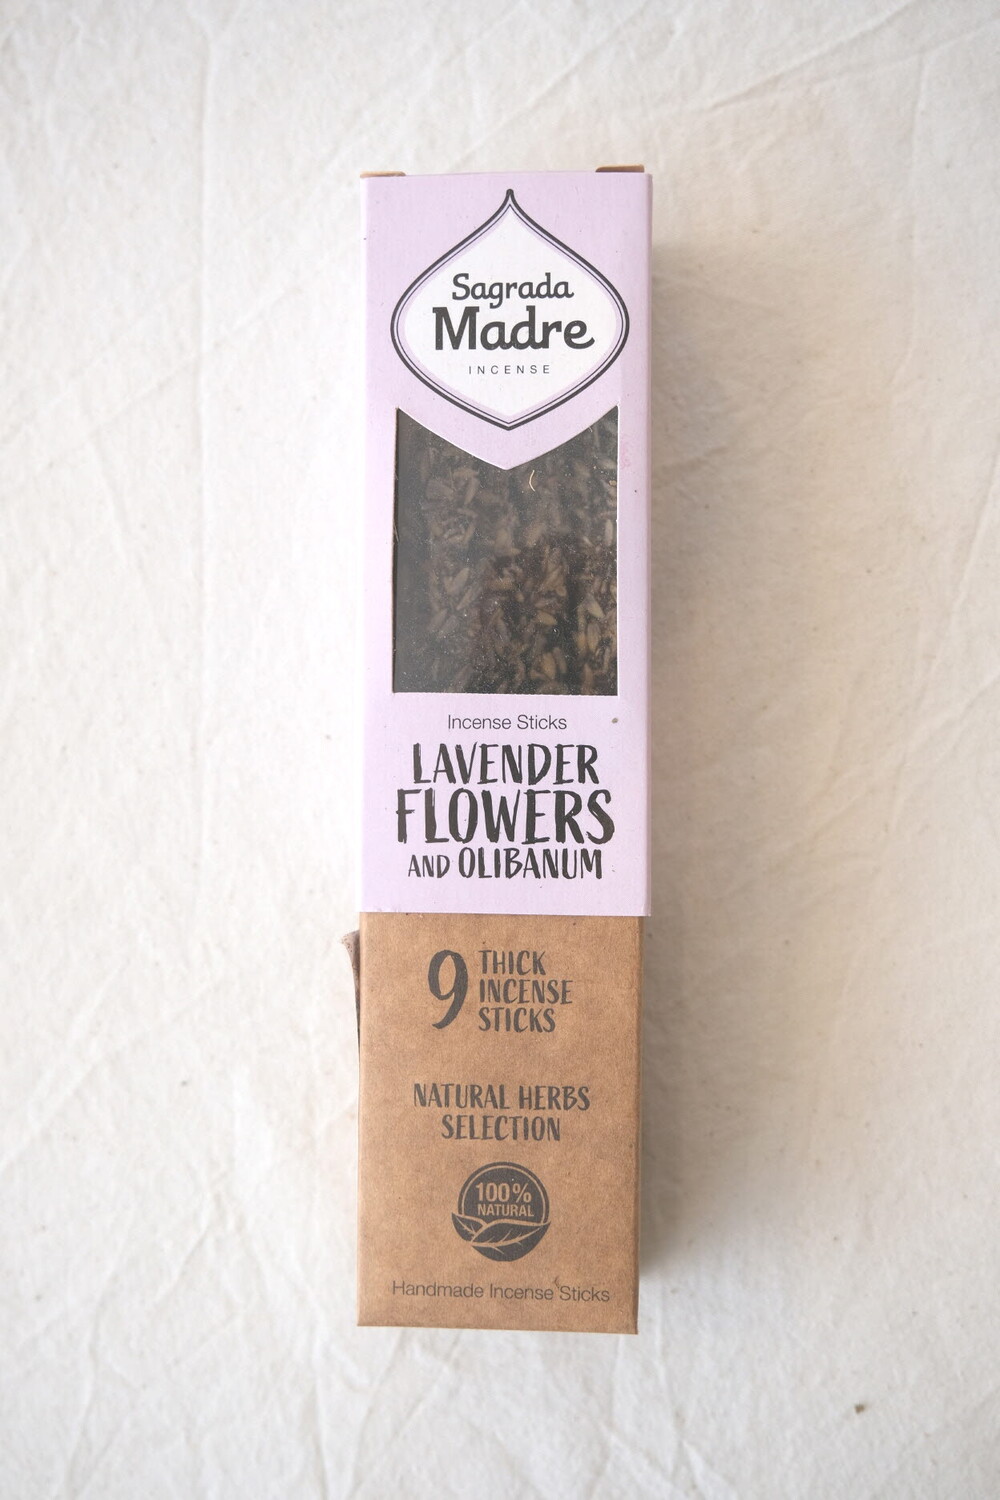 Sagrada
Madre
INCENSE
Incense Sticks
LAVENDER
FLOWERS
AND OLIBANUM
9 THICK
INCENSE
STICKS
NATURAL HERBS
SELECTION
100%
NATURAL
Handmade Incense Sticks